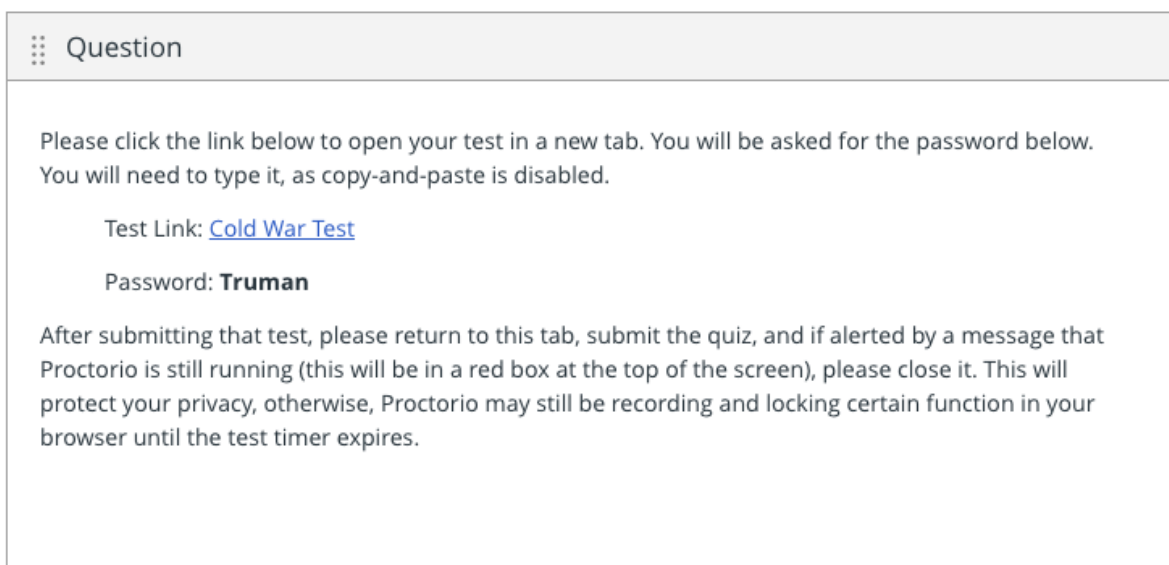 Question
Please click the link below to open your test in a new tab. You will be asked for the password below.
You will need to type it, as copy-and-paste is disabled.
Test Link: Cold War Test
Password: Truman
After submitting that test, please return to this tab, submit the quiz, and if alerted by a message that
Proctorio is still running (this will be in a red box at the top of the screen), please close it. This will
protect your privacy, otherwise, Proctorio may still be recording and locking certain function in your
browser until the test timer expires.